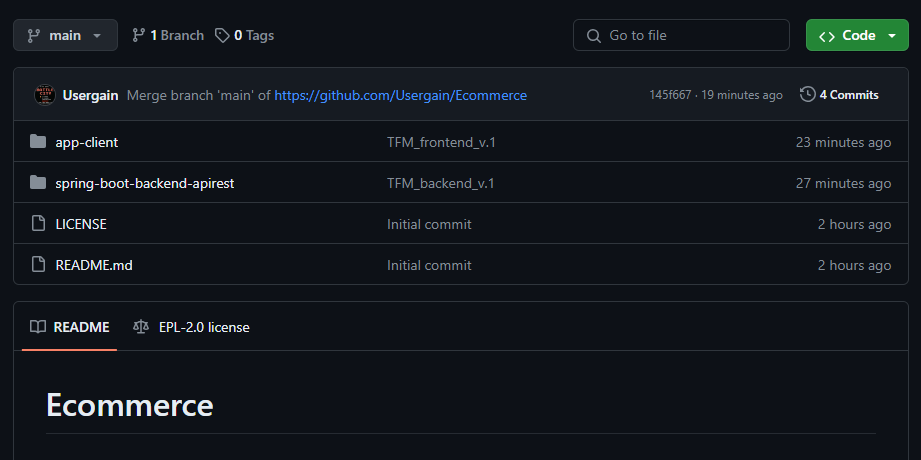 main 1 Branch 0 Tags Go to file Code
Usergain Merge branch 'main' of https://github.com/Usergain/Ecommerce 145f667 · 19 minutes ago 4 Commits
app-client TFM_frontend_v.1 23 minutes ago
spring-boot-backend-apirest TFM_backend_v.1 27 minutes ago
LICENSE Initial commit 2 hours ago
README.md Initial commit 2 hours ago
README EPL-2.0 license
Ecommerce